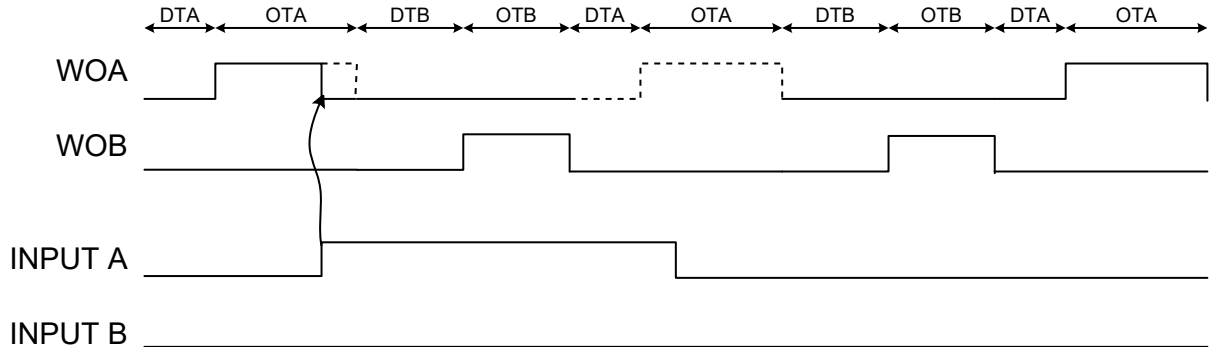 DTA OTA DTB OTB DTA OTA DTB OTB DTA OTA
WOA
WOB
INPUT A
INPUT B